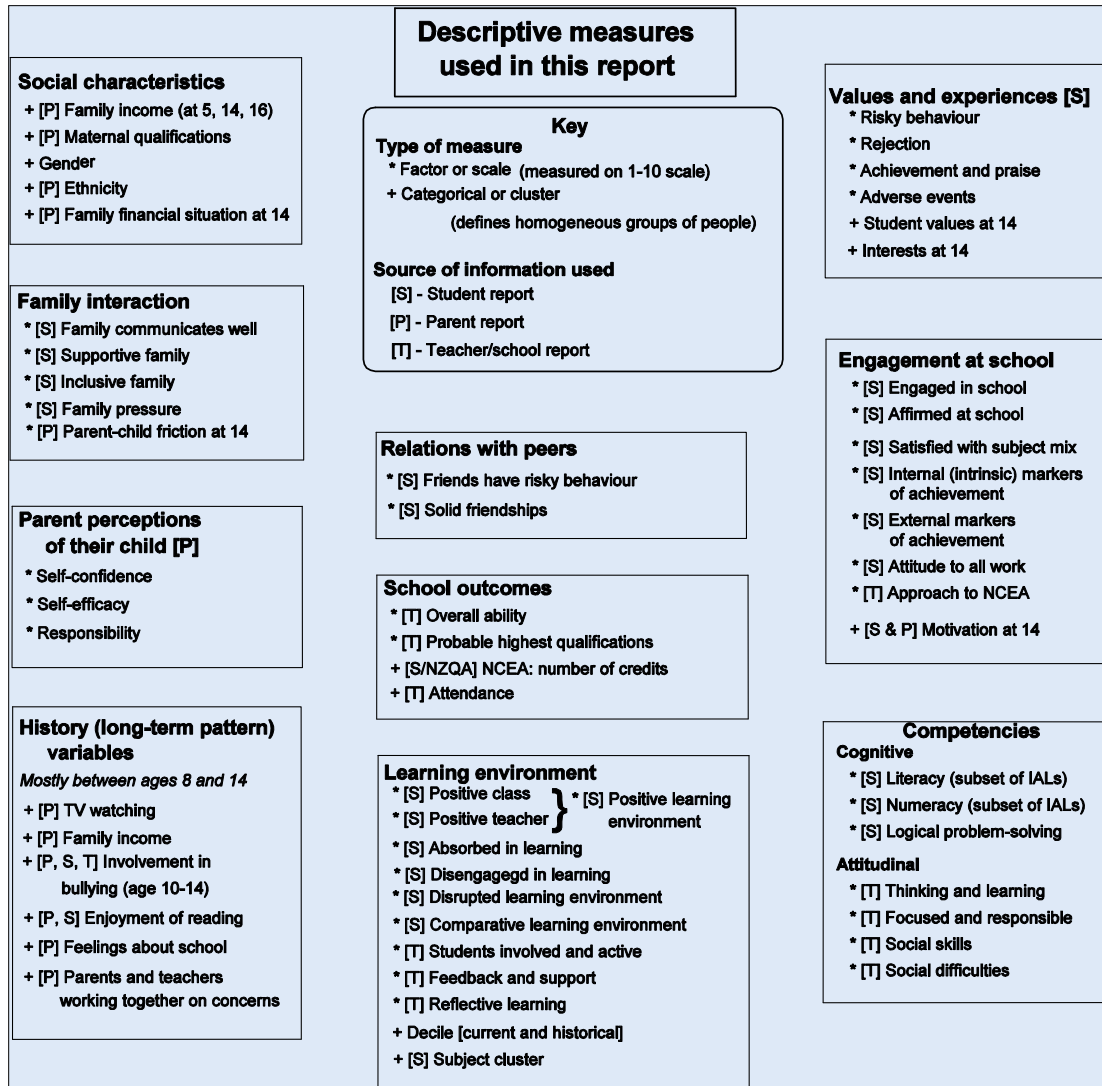 Descriptive measures
used in this report
Social characteristics
+ [P] Family income (at 5, 14, 16)
+ [P] Maternal qualifications
+ Gender
+ [P] Ethnicity
+ [P] Family financial situation at 14
Family interaction
* [S] Family communicates well
* [S] Supportive family
* [S] Inclusive family
* [S] Family pressure
* [P] Parent-child friction at 14
Parent perceptions
of their child [P]
* Self-confidence
* Self-efficacy
* Responsibility
History (long-term pattern)
variables
Mostly between ages 8 and 14
+ [P] TV watching
+ [P] Family income
+ [P, S, T] Involvement in
bullying (age 10-14)
+ [P, S] Enjoyment of reading
+ [P] Feelings about school
+ [P] Parents and teachers
working together on concerns
Key
Type of measure
* Factor or scale (measured on 1-10 scale)
+ Categorical or cluster
(defines homogeneous groups of people)
Source of information used
[S] - Student report
[P] - Parent report
[T] - Teacher/school report
Relations with peers
* [S] Friends have risky behaviour
* [S] Solid friendships
School outcomes
* [T] Overall ability
* [T] Probable highest qualifications
+ [S/NZQA] NCEA: number of credits
+ [T] Attendance
Learning environment
* [S] Positive class
* [S] Positive teacher
} * [S] Positive learning
environment
* [S] Absorbed in learning
* [S] Disengagegd in learning
* [S] Disrupted learning environment
* [S] Comparative learning environment
* [T] Students involved and active
* [T] Feedback and support
* [T] Reflective learning
+ Decile [current and historical]
+ [S] Subject cluster
Values and experiences [S]
* Risky behaviour
* Rejection
* Achievement and praise
* Adverse events
+ Student values at 14
+ Interests at 14
Engagement at school
* [S] Engaged in school
* [S] Affirmed at school
* [S] Satisfied with subject mix
* [S] Internal (intrinsic) markers
of achievement
* [S] External markers
of achievement
* [S] Attitude to all work
* [T] Approach to NCEA
+ [S & P] Motivation at 14
Competencies
Cognitive
* [S] Literacy (subset of IALs)
* [S] Numeracy (subset of IALs)
* [S] Logical problem-solving
Attitudinal
* [T] Thinking and learning
* [T] Focused and responsible
* [T] Social skills
* [T] Social difficulties